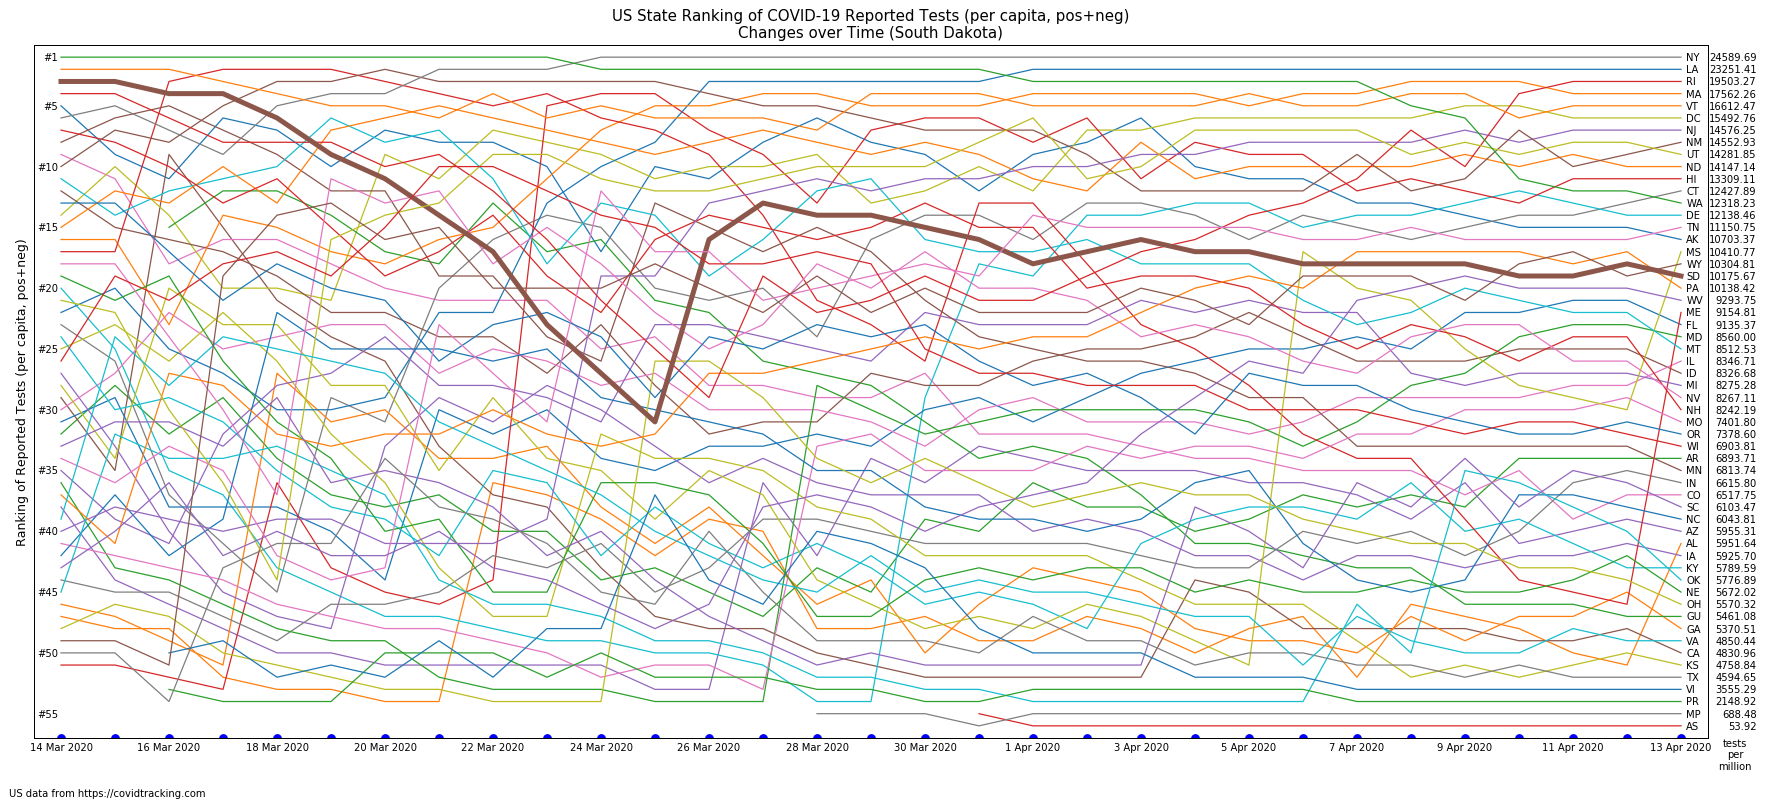 US State Ranking of COVID-19 Reported Tests (per capita, pos+neg)
Changes over Time (South Dakota)
Ranking of Reported Tests (per capita, pos+neg)
#1
#5
#10
#15
#20
#25
#30
#35
#40
#45
#50
#55
NY 24589.69
LA 23251.41
RI 19503.27
MA 17562.26
VT 16612.47
DC 15492.76
NJ 14576.25
NM 14552.93
UT 14281.85
ND 14147.14
HI 13309.11
CT 12427.89
WA 12318.23
DE 12138.46
TN 11150.75
AK 10703.37
MS 10410.77
WY 10304.81
SD 10175.67
PA 10138.42
WV 9293.75
ME 9154.81
FL 9135.37
MD 8560.00
MT 8512.53
IL 8346.71
ID 8326.68
MI 8275.28
NV 8267.11
NH 8242.19
MO 7401.80
OR 7378.60
WI 6903.81
AR 6893.71
MN 6813.74
IN 6615.80
CO 6517.75
SC 6103.47
NC 6043.81
AZ 5955.31
AL 5951.64
IA 5925.70
KY 5789.59
OK 5776.89
NE 5672.02
OH 5570.32
GU 5461.08
GA 5370.51
VA 4850.44
CA 4830.96
KS 4758.84
TX 4594.65
VI 3555.29
PR 2148.92
MP 688.48
AS 53.92
14 Mar 2020 16 Mar 2020 18 Mar 2020 20 Mar 2020 22 Mar 2020 24 Mar 2020 26 Mar 2020 28 Mar 2020 30 Mar 2020 1 Apr 2020 3 Apr 2020 5 Apr 2020 7 Apr 2020 9 Apr 2020 11 Apr 2020 13 Apr 2020
tests
per
million
US data from https://covidtracking.com